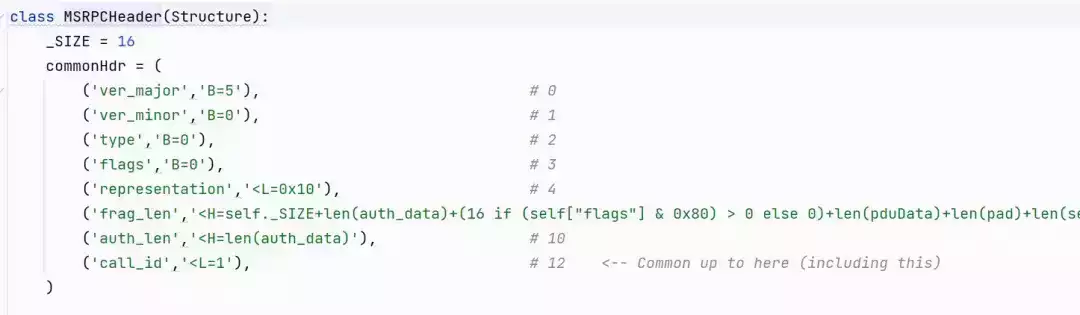 class MSRPCHeader(Structure):
    _SIZE = 16
    commonHdr = (
        ('ver_major','B=5'),                              # 0
        ('ver_minor','B=0'),                              # 1
        ('type','B=0'),                                   # 2
        ('flags','B=0'),                                  # 3
        ('representation','<L=0x10'),                     # 4
        ('frag_len','<H=self._SIZE+len(auth_data)+(16 if (self["flags"] & 0x80) > 0 else 0)+len(pduData)+len(pad)+len(se
        ('auth_len','<H=len(auth_data)'),                 # 10
        ('call_id','<L=1'),                               # 12    <-- Common up to here (including this)
    )